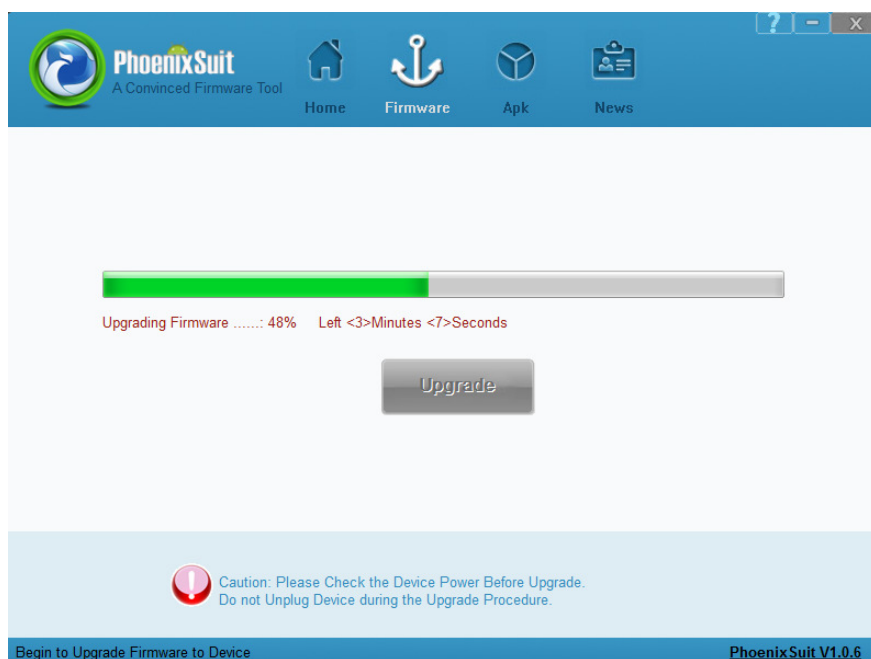 ? − X
PhoenixSuit
A Convinced Firmware Tool
Home Firmware Apk News
Upgrading Firmware ......: 48% Left <3>Minutes <7>Seconds
Upgrade
Caution: Please Check the Device Power Before Upgrade.
Do not Unplug Device during the Upgrade Procedure.
Begin to Upgrade Firmware to Device PhoenixSuit V1.0.6